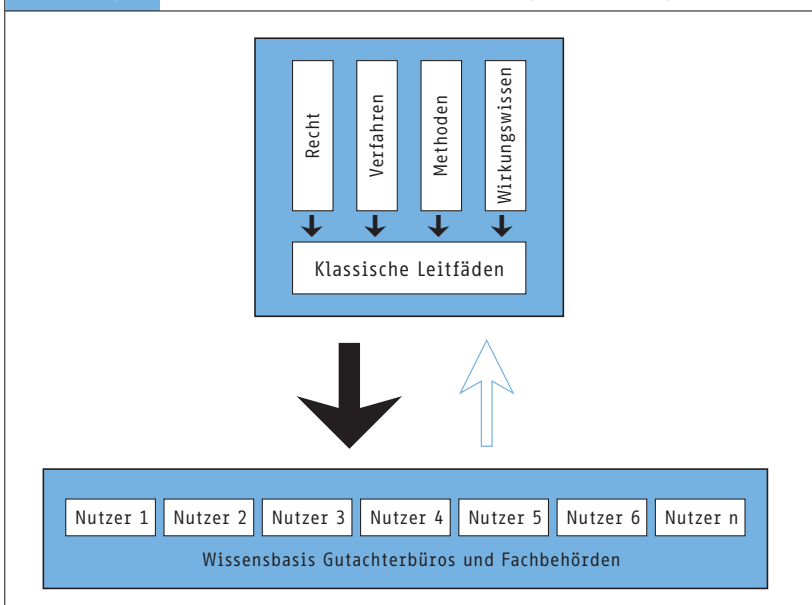 Recht
Verfahren
Methoden
Wirkungswissen
Klassische Leitfäden
Nutzer 1
Nutzer 2
Nutzer 3
Nutzer 4
Nutzer 5
Nutzer 6
Nutzer n
Wissensbasis Gutachterbüros und Fachbehörden